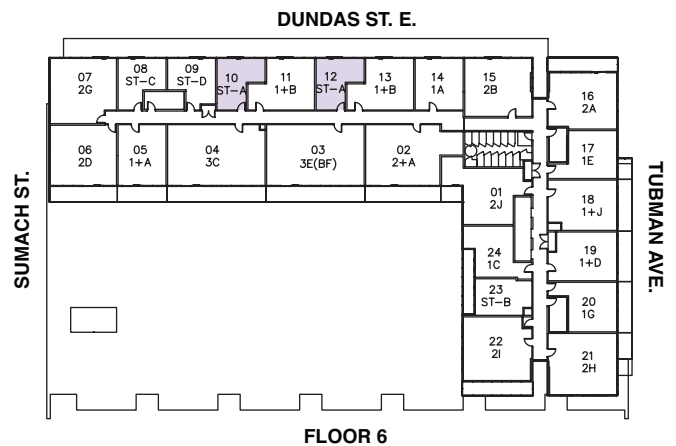 DUNDAS ST. E.
07
2G
08
ST-C
09
ST-D
10
ST-A
11
1+B
12
ST-A
13
1+B
14
1A
15
2B
16
2A
06
2D
05
1+A
04
3C
03
3E(BF)
02
2+A
17
1E
01
2J
18
1+J
24
1C
19
1+D
23
ST-B
20
1G
22
2I
21
2H
SUMACH ST.
TUBMAN AVE.
FLOOR 6